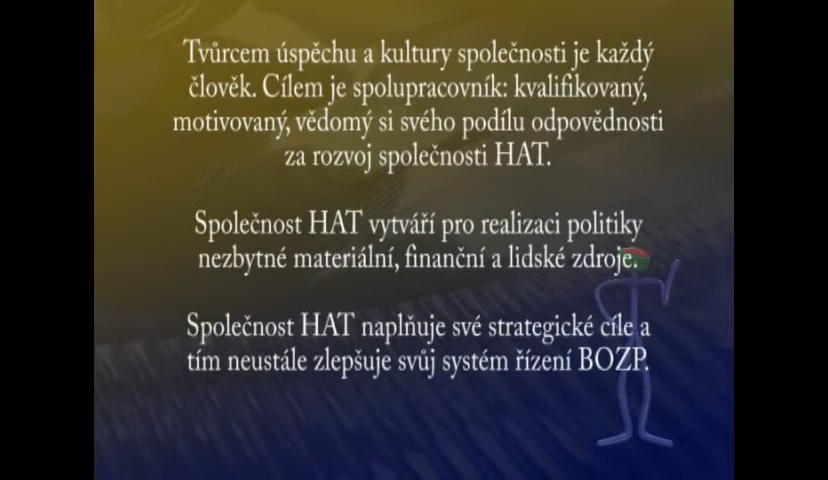 Tvůrcem úspěchu a kultury společnosti je každý
člověk. Cílem je spolupracovník: kvalifikovaný,
motivovaný, vědomý si svého podílu odpovědnosti
za rozvoj společnosti HAT.
Společnost HAT vytváří pro realizaci politiky
nezbytné materiální, finanční a lidské zdroje.
Společnost HAT naplňuje své strategické cíle a
tím neustále zlepšuje svůj systém řízení BOZP.